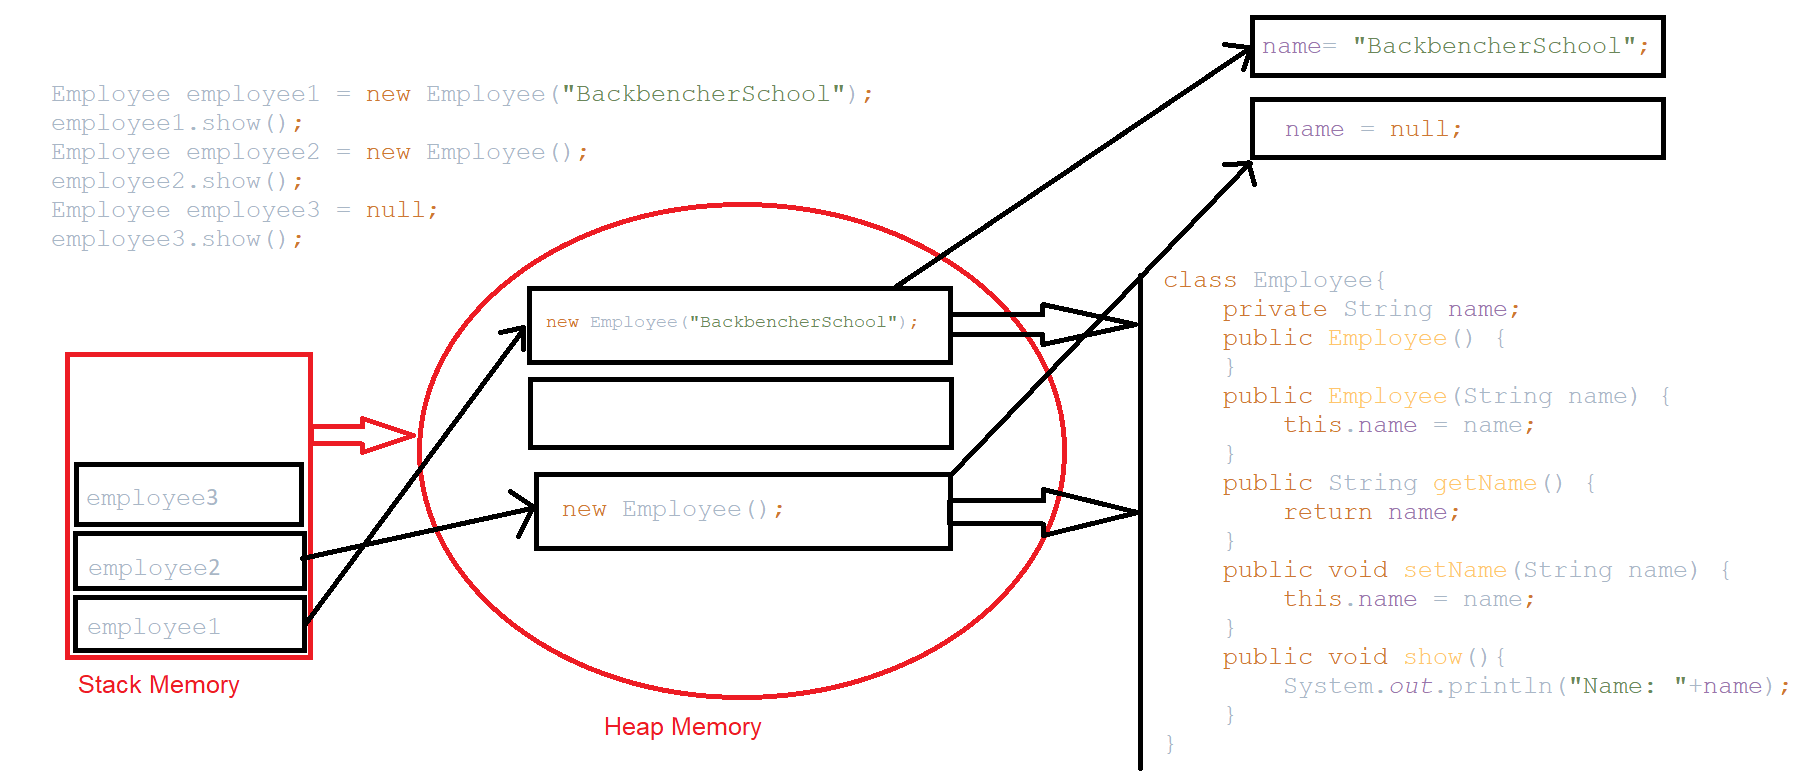 name= "BackbencherSchool";
name = null;
Employee employee1 = new Employee("BackbencherSchool");
employee1.show();
Employee employee2 = new Employee();
employee2.show();
Employee employee3 = null;
employee3.show();
new Employee("BackbencherSchool");
new Employee();
employee3
employee2
employee1
Stack Memory
Heap Memory
class Employee{
    private String name;
    public Employee() {
    }
    public Employee(String name) {
        this.name = name;
    }
    public String getName() {
        return name;
    }
    public void setName(String name) {
        this.name = name;
    }
    public void show(){
        System.out.println("Name: "+name);
    }
}